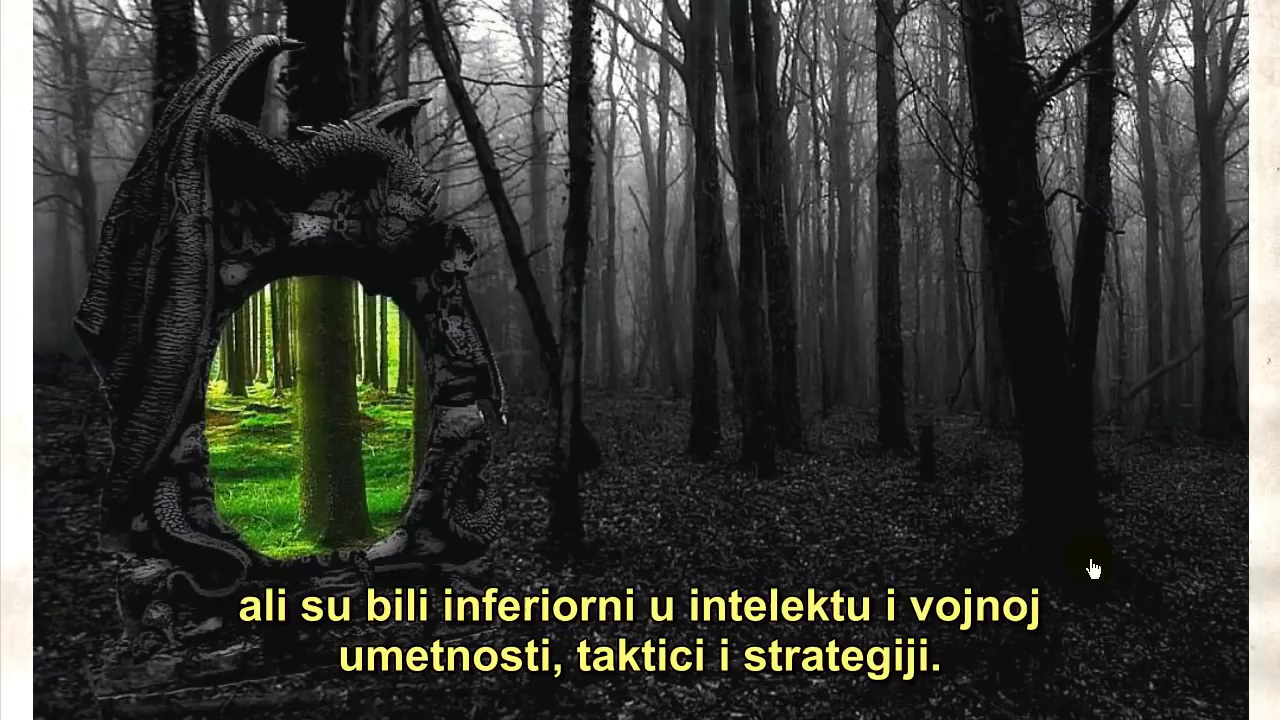 ali su bili inferiorni u intelektu i vojnoj
umetnosti, taktici i strategiji.